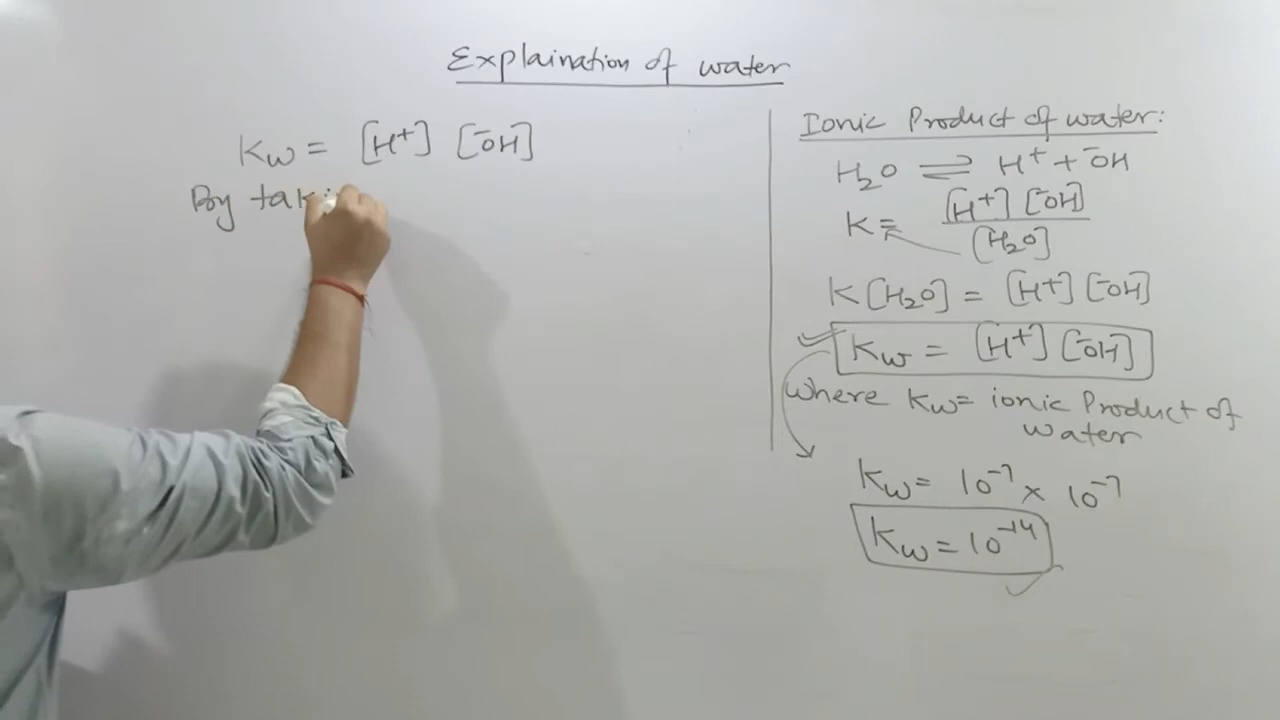 Explaination of water
Kw = [H+] [-OH]
By tak
Ionic Product of water:
H₂O ⇌ H+ + -OH
K = [H+] [-OH]
[H₂O]
K [H₂O] = [H+] [-OH]
Kw = [H+] [-OH]
where Kw = ionic Product of
water
Kw = 10⁻⁷ × 10⁻⁷
Kw = 10⁻¹⁴